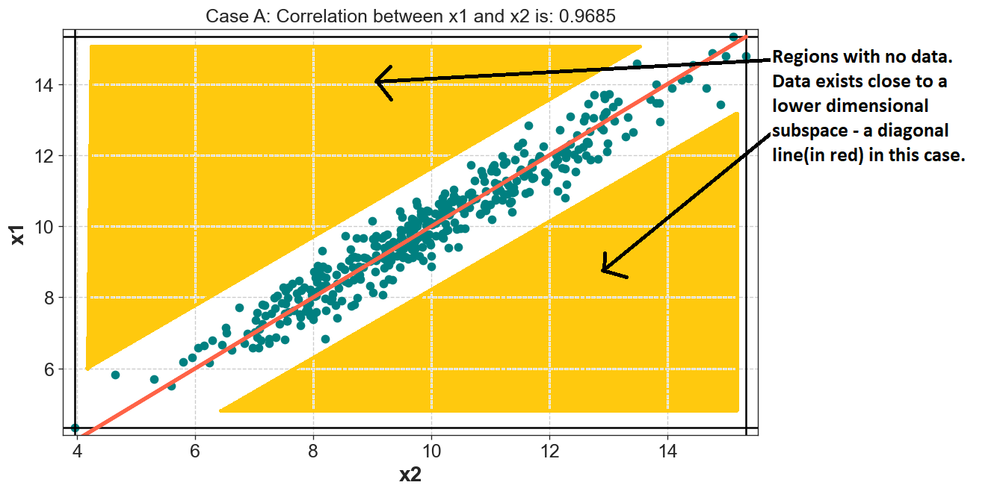 Case A: Correlation between x1 and x2 is: 0.9685
Regions with no data.
Data exists close to a
lower dimensional
subspace - a diagonal
line(in red) in this case.
x1
14
12
10
8
6
4 6 8 10 12 14
x2